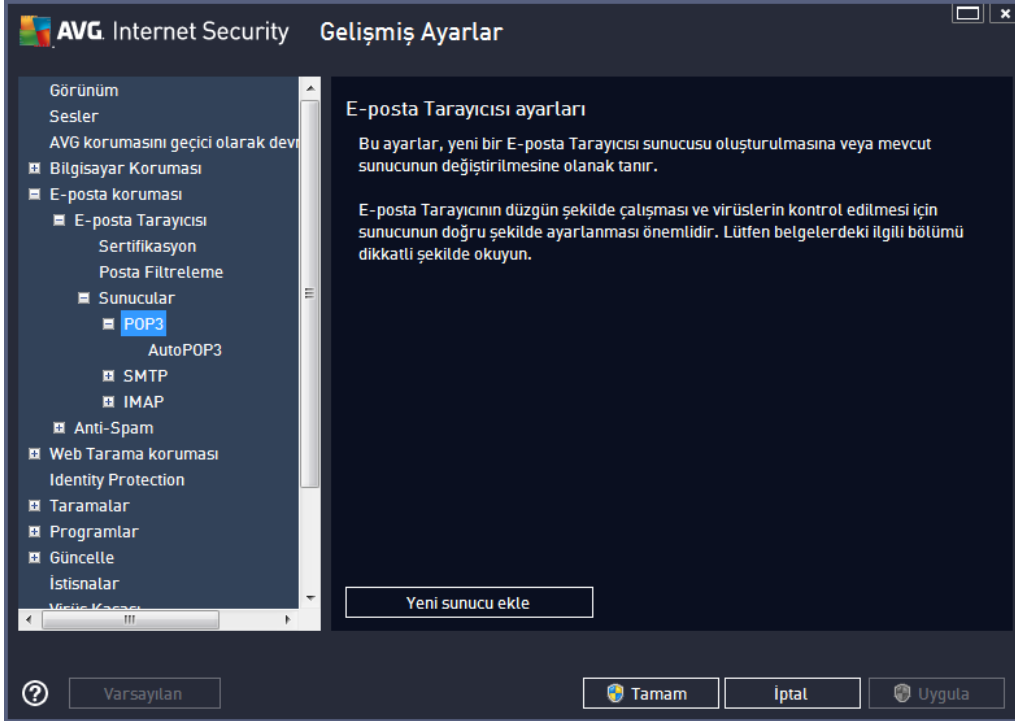 AVG. Internet Security Gelişmiş Ayarlar
Görünüm
Sesler
AVG korumasını geçici olarak devr
Bilgisayar Koruması
E-posta koruması
E-posta Tarayıcısı
Sertifikasyon
Posta Filtreleme
Sunucular
POP3
AutoPOP3
SMTP
IMAP
Anti-Spam
Web Tarama koruması
Identity Protection
Taramalar
Programlar
Güncelle
İstisnalar
Virüs Kasası
E-posta Tarayıcısı ayarları
Bu ayarlar, yeni bir E-posta Tarayıcısı sunucusu oluşturulmasına veya mevcut
sunucunun değiştirilmesine olanak tanır.
E-posta Tarayıcının düzgün şekilde çalışması ve virüslerin kontrol edilmesi için
sunucunun doğru şekilde ayarlanması önemlidir. Lütfen belgelerdeki ilgili bölümü
dikkatli şekilde okuyun.
Yeni sunucu ekle
Varsayılan
Tamam
İptal
Uygula